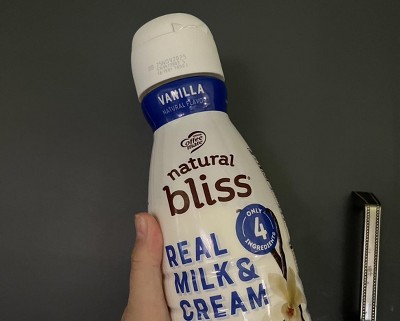 VANILLA
NATURAL FLAVOR
Coffee
mate
natural
bliss
ONLY
4
INGREDIENTS
REAL
MILK &
CREAM